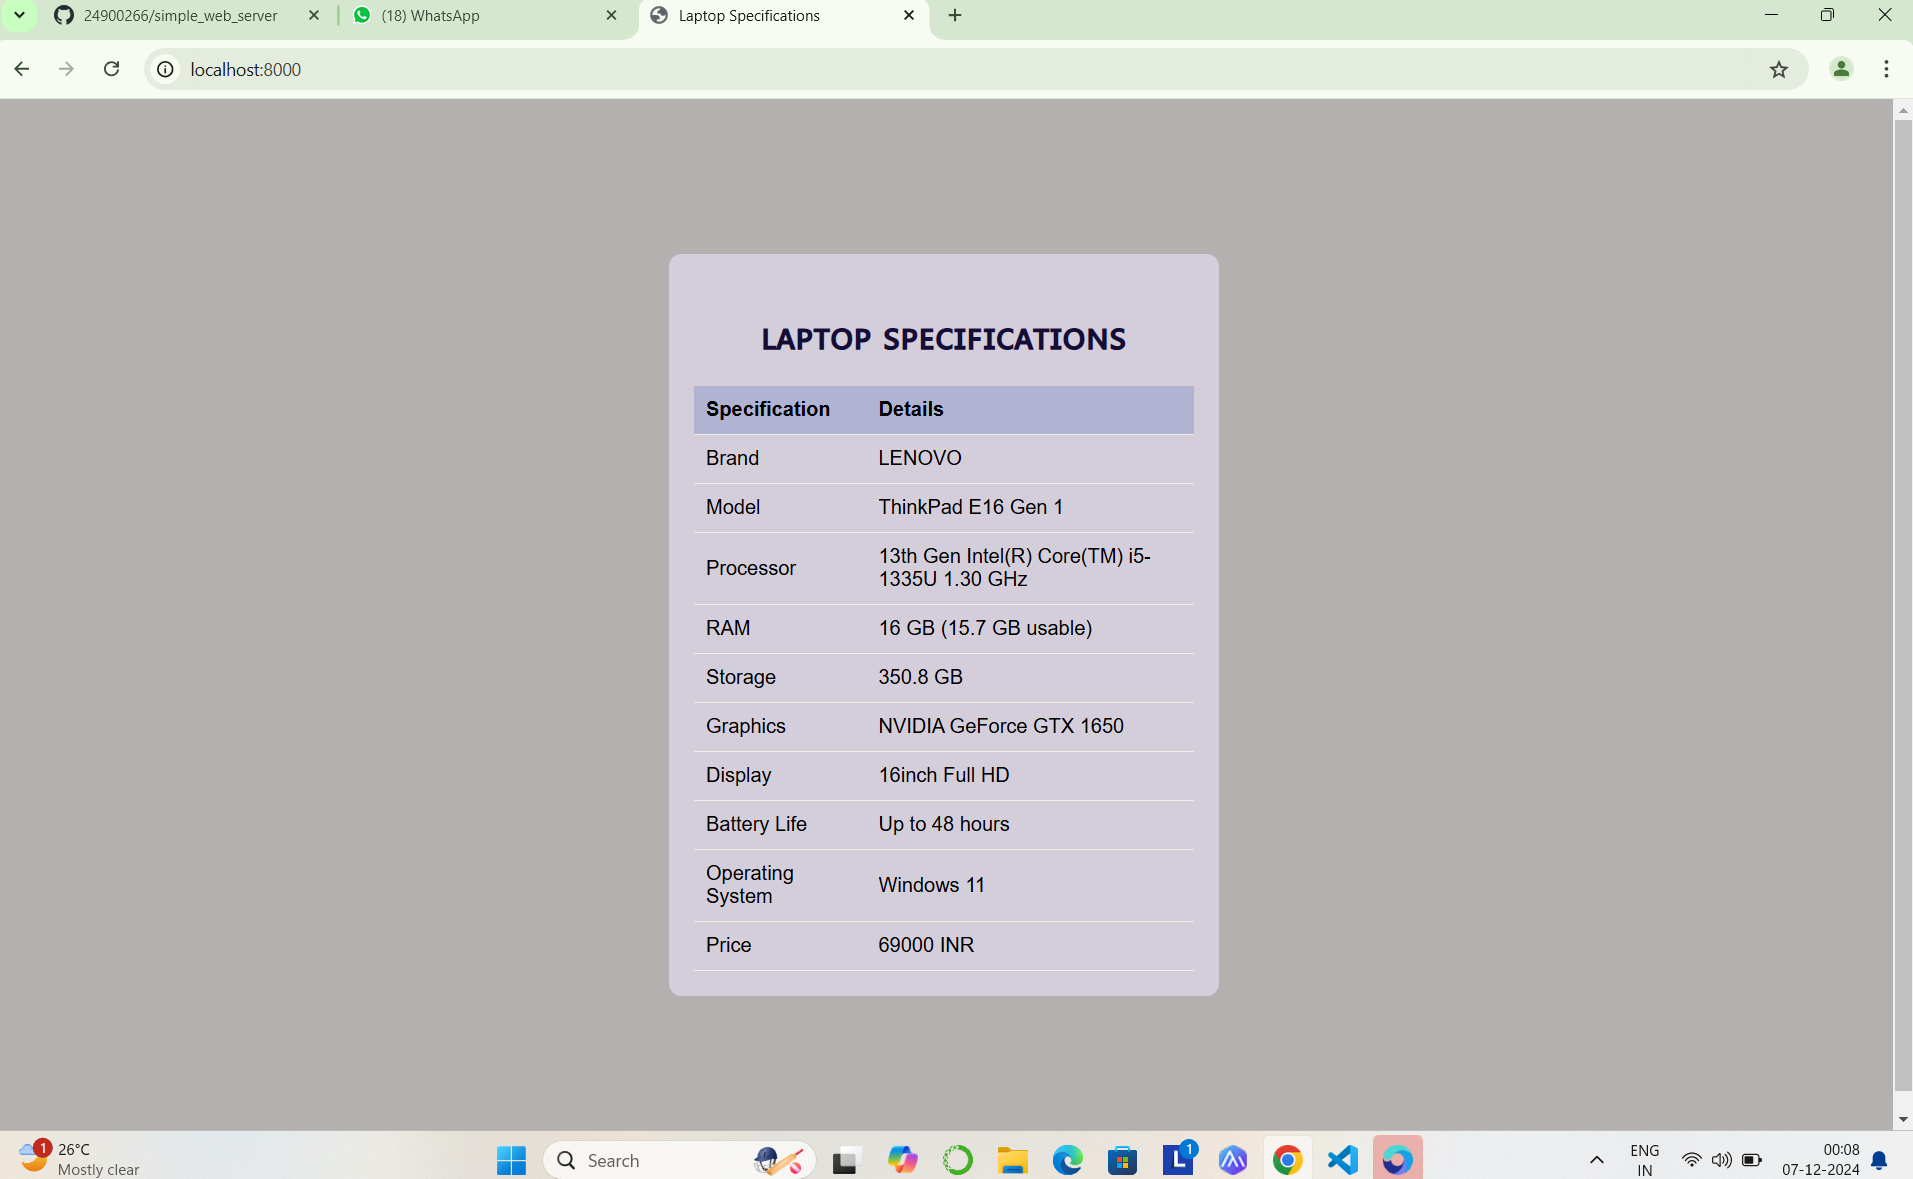 24900266/simple_web_server
(18) WhatsApp
Laptop Specifications
localhost:8000
LAPTOP SPECIFICATIONS
Specification Details
Brand LENOVO
Model ThinkPad E16 Gen 1
Processor 13th Gen Intel(R) Core(TM) i5-
1335U 1.30 GHz
RAM 16 GB (15.7 GB usable)
Storage 350.8 GB
Graphics NVIDIA GeForce GTX 1650
Display 16inch Full HD
Battery Life Up to 48 hours
Operating
System Windows 11
Price 69000 INR
1
26°C
Mostly clear
Search
L
1
ENG
IN
00:08
07-12-2024